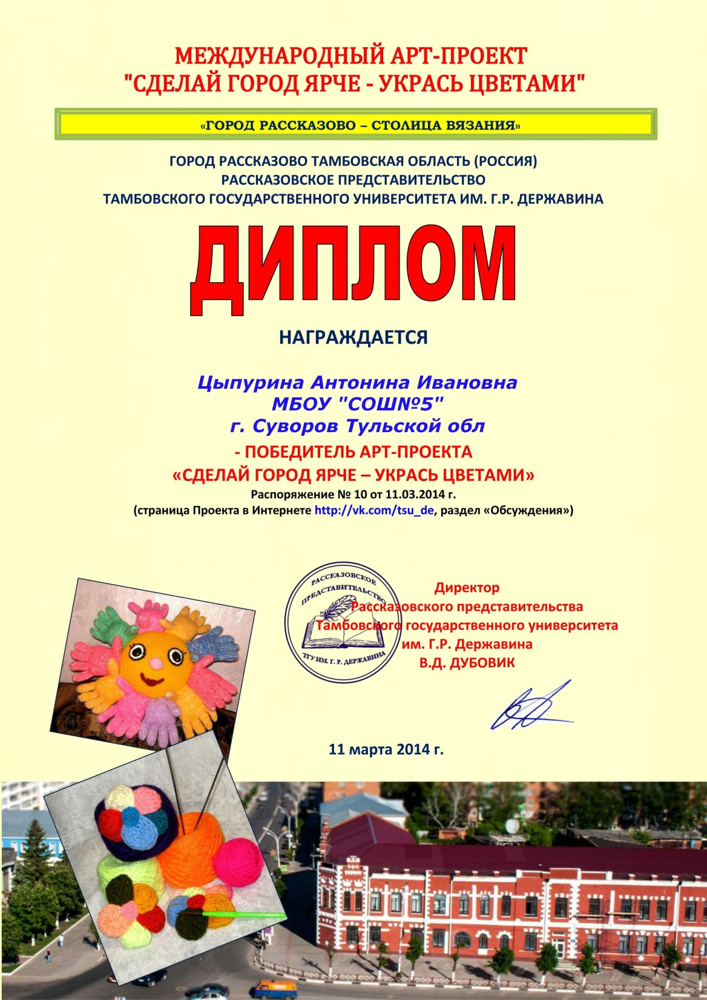 МЕЖДУНАРОДНЫЙ АРТ-ПРОЕКТ
"СДЕЛАЙ ГОРОД ЯРЧЕ - УКРАСЬ ЦВЕТАМИ"
«ГОРОД РАССКАЗОВО – СТОЛИЦА ВЯЗАНИЯ»
ГОРОД РАССКАЗОВО ТАМБОВСКАЯ ОБЛАСТЬ (РОССИЯ)
РАССКАЗОВСКОЕ ПРЕДСТАВИТЕЛЬСТВО
ТАМБОВСКОГО ГОСУДАРСТВЕННОГО УНИВЕРСИТЕТА ИМ. Г.Р. ДЕРЖАВИНА
ДИПЛОМ
НАГРАЖДАЕТСЯ
Цыпурина Антонина Ивановна
МБОУ "СОШ№5"
г. Суворов Тульской обл
- ПОБЕДИТЕЛЬ АРТ-ПРОЕКТА
«СДЕЛАЙ ГОРОД ЯРЧЕ – УКРАСЬ ЦВЕТАМИ»
Распоряжение № 10 от 11.03.2014 г.
(страница Проекта в Интернете http://vk.com/tsu_de, раздел «Обсуждения»)
РАССКАЗОВСКОЕ
ПРЕДСТАВИТЕЛЬСТВО
ТГУ ИМ. Г. Р. ДЕРЖАВИНА
Директор
Рассказовского представительства
Тамбовского государственного университета
им. Г.Р. Державина
В.Д. ДУБОВИК
11 марта 2014 г.